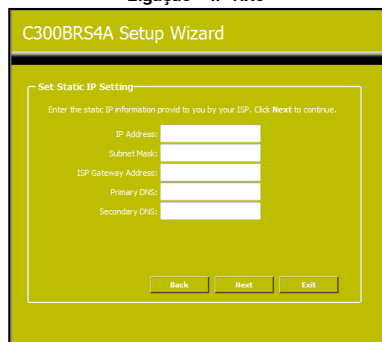 C300BRS4A Setup Wizard
Set Static IP Setting
Enter the static IP information provid to you by your ISP. Click Next to continue.
IP Address:
Subnet Mask:
ISP Gateway Address:
Primary DNS:
Secondary DNS:
Back Next Exit